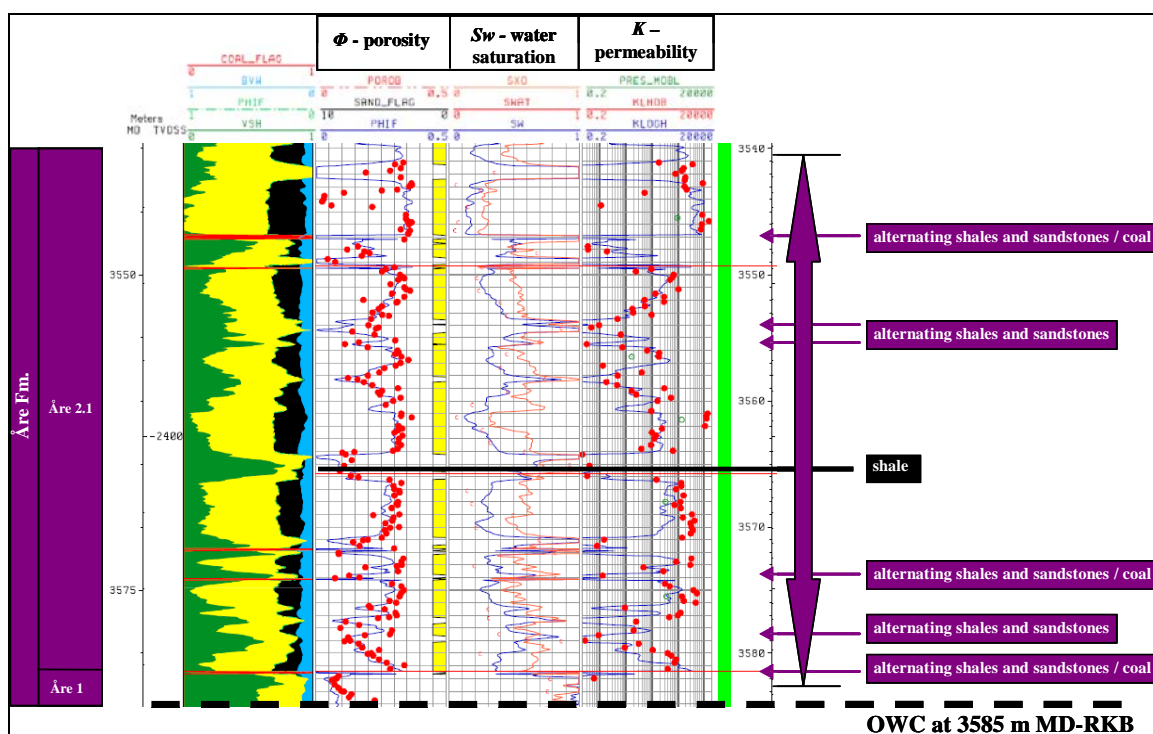 Φ - porosity
Sw - water
saturation
K –
permeability
COAL_FLAG
0 1
BVW
1 0
PHIF
1 0
VSH
0 1
POROB
0 0.5
SAND_FLAG
10 0
PHIF
0 0.5
SXO
0 1
SWAT
0 1
SW
0 1
PRES_MOBL
0.2 20000
KLHOB
0.2 20000
KLOGH
0.2 20000
Meters
MD TVDSS
3540
alternating shales and sandstones / coal
3550
3550
alternating shales and sandstones
Åre Fm.
Åre 2.1
3560
-2400
shale
3570
alternating shales and sandstones / coal
3575
alternating shales and sandstones
3580
alternating shales and sandstones / coal
Åre 1
OWC at 3585 m MD-RKB